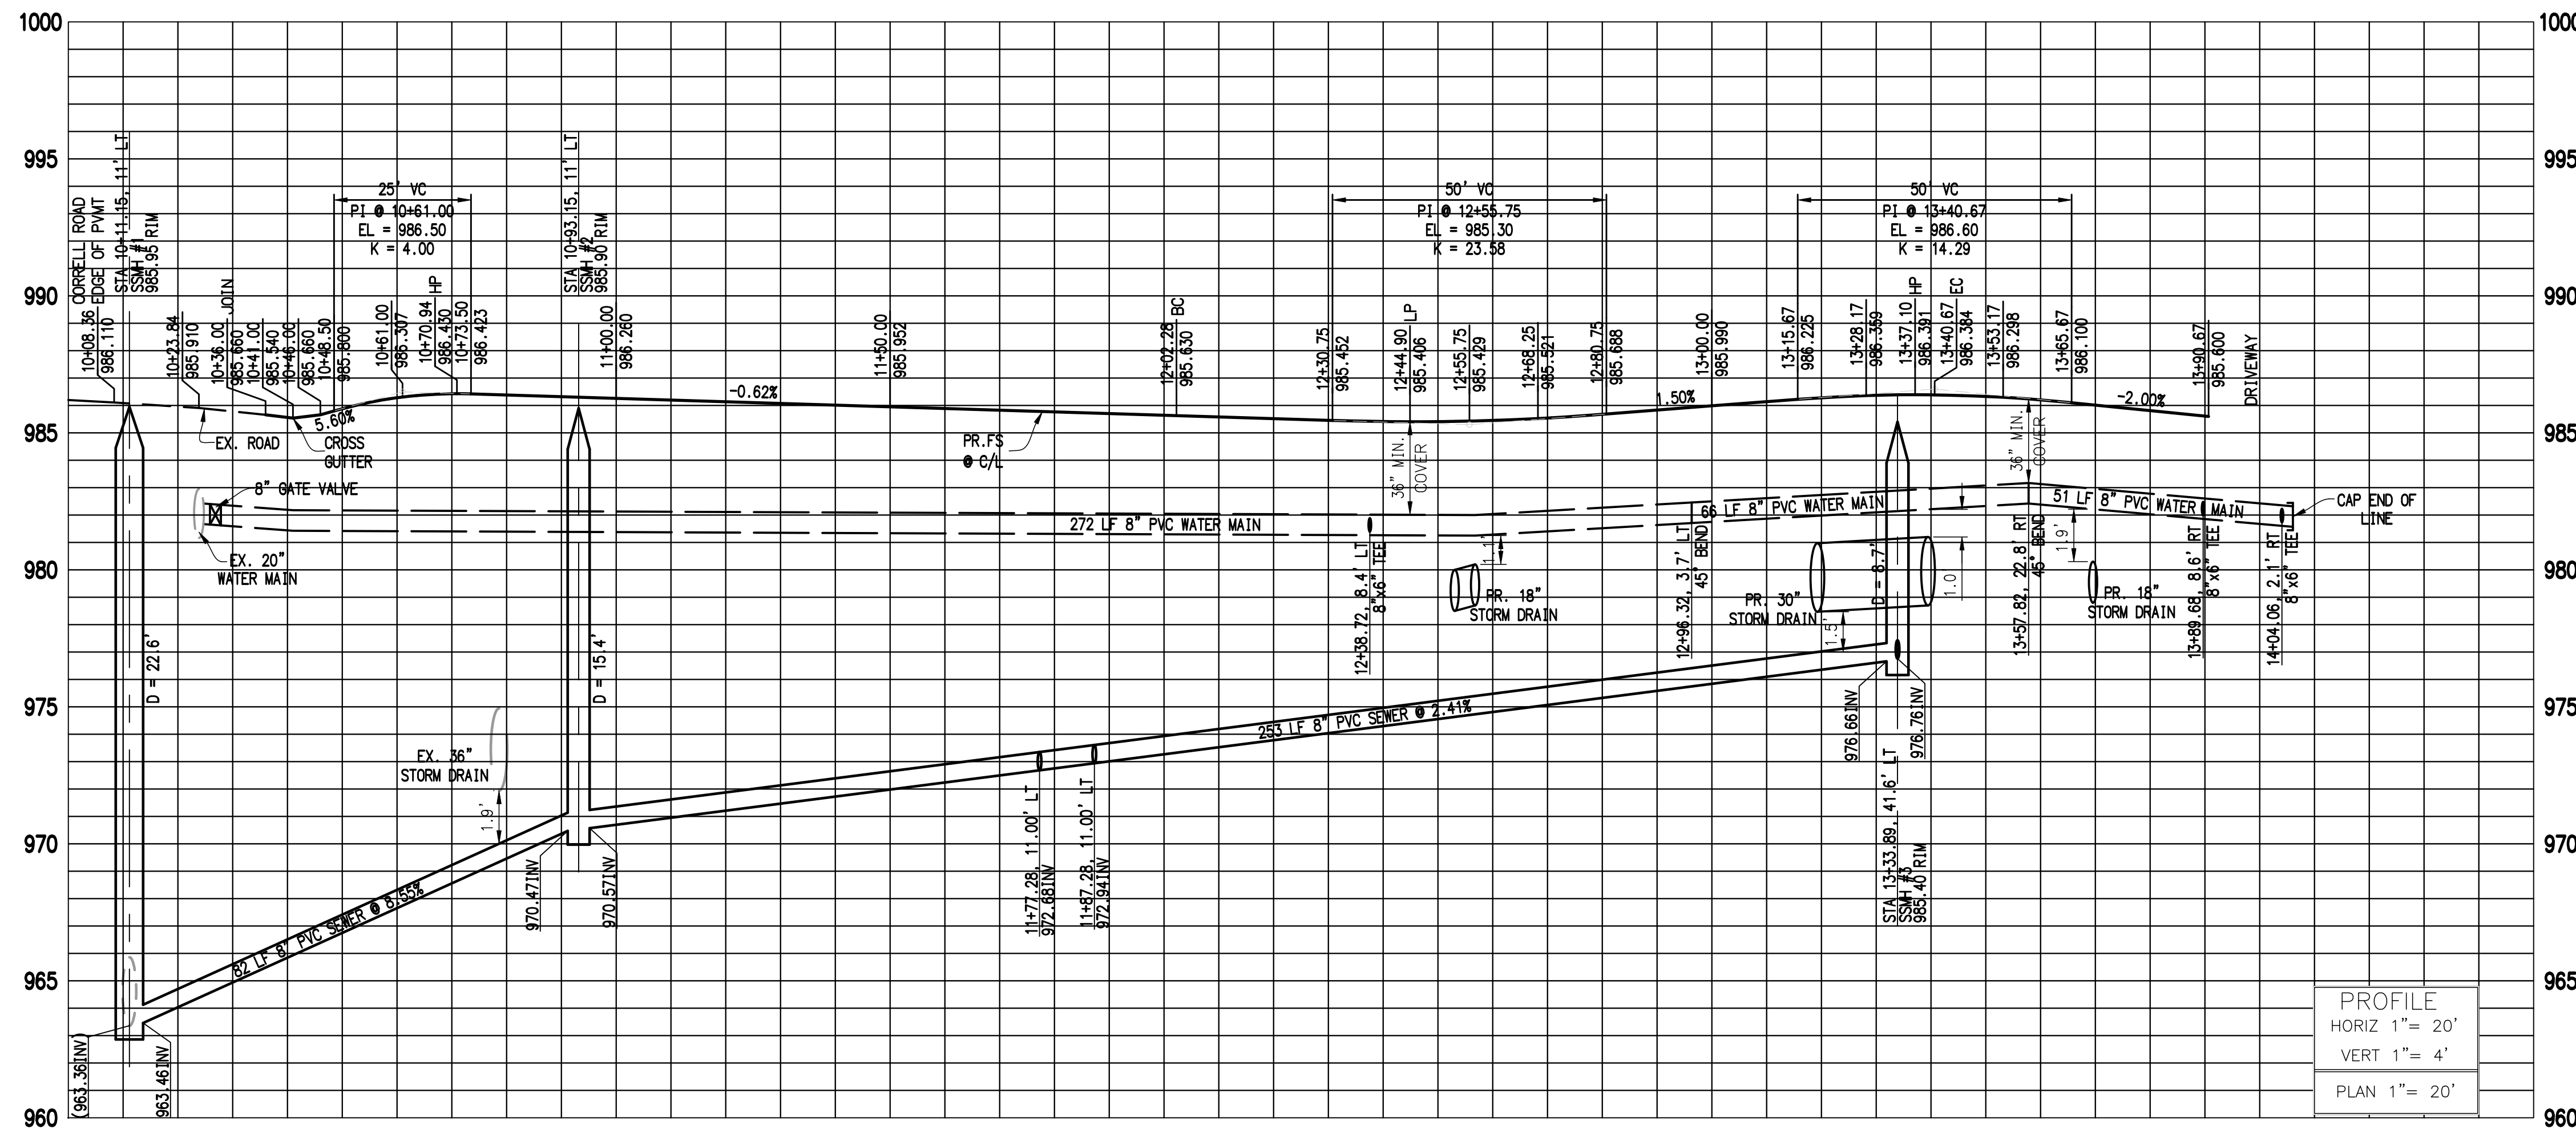 1000
995
990
985
980
975
970
965
960
1000
995
990
985
980
975
970
965
960
CORRELL ROAD
EDGE OF PVMT
10+08.36
986.110
STA 10+11.15, 11' LT
SSMH #1
985.95 RIM
10+23.84
985.910
JOIN
10+36.00
985.660
10+41.00
985.540
10+46.00
985.660
10+48.50
985.800
25' VC
PI @ 10+61.00
EL = 986.50
K = 4.00
10+61.00
986.307
HP
10+70.94
986.430
10+73.50
986.423
STA 10+93.15, 11' LT
SSMH #2
985.90 RIM
11+00.00
986.260
-0.62%
11+50.00
985.952
BC
12+02.28
985.630
50' VC
PI @ 12+55.75
EL = 985.30
K = 23.58
12+30.75
985.452
LP
12+44.90
985.406
12+55.75
985.429
12+68.25
985.521
12+80.75
985.688
1.50%
13+00.00
985.990
50' VC
PI @ 13+40.67
EL = 986.60
K = 14.29
13+15.67
986.225
13+28.17
986.359
HP
13+37.10
986.391
EC
13+40.67
986.384
13+53.17
986.298
13+65.67
986.100
-2.00%
13+90.67
985.600
DRIVEWAY
5.60%
EX. ROAD
CROSS
GUTTER
PR.FS
@ C/L
36" MIN.
COVER
36" MIN.
COVER
8" GATE VALVE
EX. 20"
WATER MAIN
272 LF 8" PVC WATER MAIN
66 LF 8" PVC WATER MAIN
51 LF 8" PVC WATER MAIN
CAP END OF
LINE
12+38.72, 8.4' LT
8"x6" TEE
1.1'
PR. 18"
STORM DRAIN
12+96.32, 3.7' LT
45° BEND
PR. 30"
STORM DRAIN
1.5'
D = 8.7'
1.0
13+57.82, 22.8' RT
45° BEND
1.9'
PR. 18"
STORM DRAIN
13+89.68, 8.6' RT
8"x6" TEE
14+04.06, 2.1' RT
8"x6" TEE
D = 22.6'
D = 15.4'
EX. 36"
STORM DRAIN
1.9'
82 LF 8" PVC SEWER @ 8.55%
253 LF 8" PVC SEWER @ 2.41%
(963.36INV)
963.46INV
970.47INV
970.57INV
11+77.28, 11.00' LT
972.68INV
11+87.28, 11.00' LT
972.94INV
976.66INV
976.76INV
STA 13+33.89, 41.6' LT
SSMH #3
985.40 RIM
PROFILE
HORIZ 1"= 20'
VERT 1"= 4'
PLAN 1"= 20'